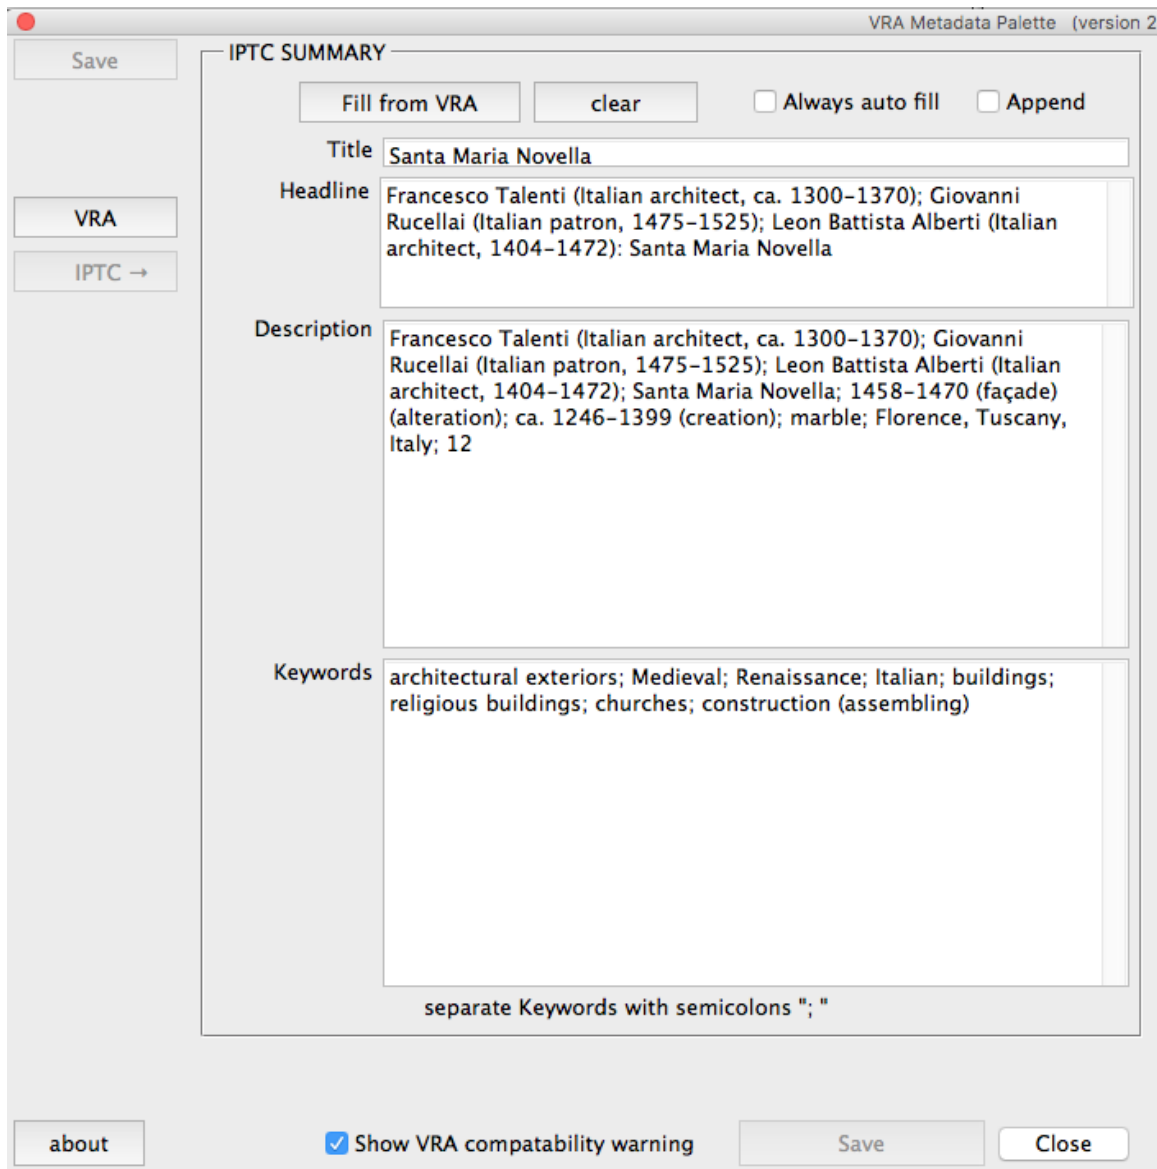 VRA Metadata Palette   (version 2
Save
IPTC SUMMARY
Fill from VRA
clear
Always auto fill
Append
Title
Santa Maria Novella
VRA
IPTC →
Headline
Francesco Talenti (Italian architect, ca. 1300-1370); Giovanni
Rucellai (Italian patron, 1475-1525); Leon Battista Alberti (Italian
architect, 1404-1472): Santa Maria Novella
Description
Francesco Talenti (Italian architect, ca. 1300-1370); Giovanni
Rucellai (Italian patron, 1475-1525); Leon Battista Alberti (Italian
architect, 1404-1472); Santa Maria Novella; 1458-1470 (façade)
(alteration); ca. 1246-1399 (creation); marble; Florence, Tuscany,
Italy; 12
Keywords
architectural exteriors; Medieval; Renaissance; Italian; buildings;
religious buildings; churches; construction (assembling)
separate Keywords with semicolons "; "
about
Show VRA compatability warning
Save
Close